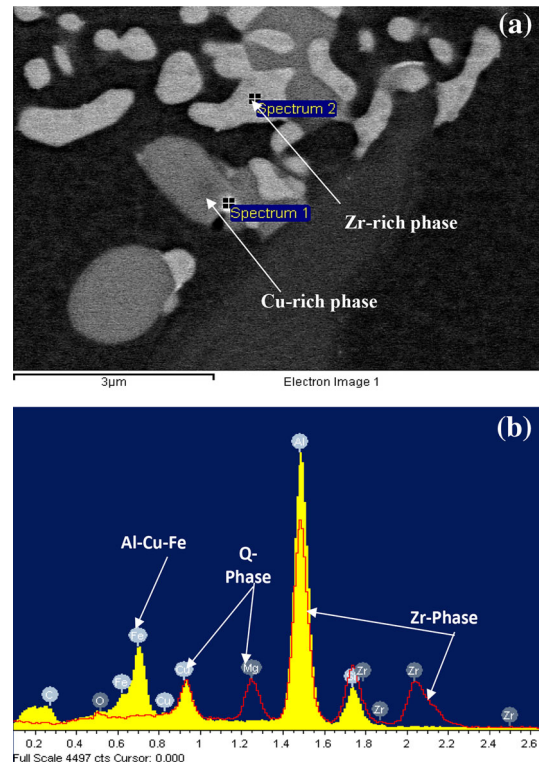 (a)
Spectrum 2
Spectrum 1
Zr-rich phase
Cu-rich phase
3µm
Electron Image 1
(b)
Al
Al-Cu-Fe
Q-
Phase
Zr-Phase
Fe
Fe
C
O
Cu
Cu
Mg
Zr
Zr
Zr
Zr
0.2 0.4 0.6 0.8 1 1.2 1.4 1.6 1.8 2 2.2 2.4 2.6
Full Scale 4497 cts Cursor: 0.000